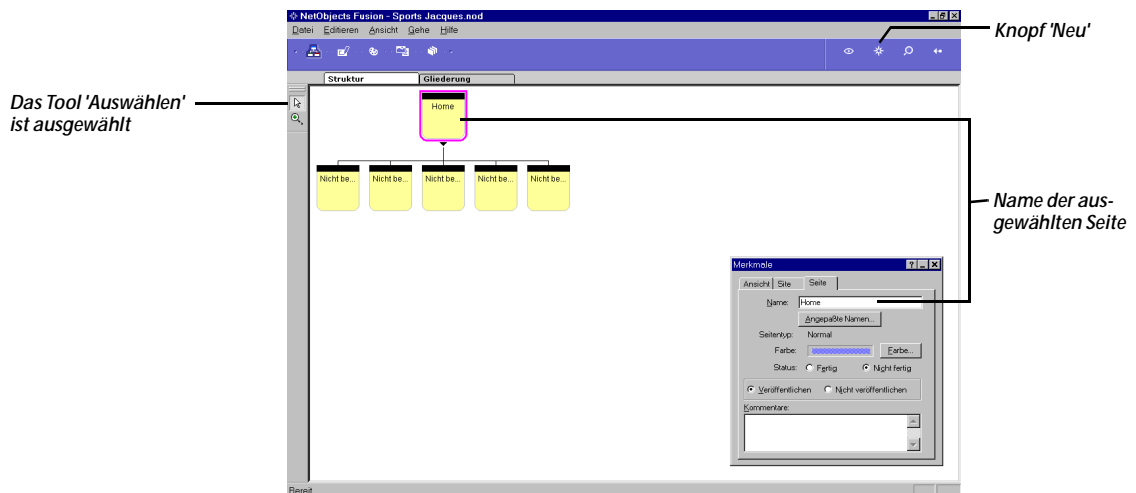 NetObjects Fusion - Sports Jacques.nod
Datei Editieren Ansicht Gehe Hilfe
Knopf 'Neu'
Struktur Gliederung
Das Tool 'Auswählen'
ist ausgewählt
Home
Nicht be... Nicht be... Nicht be... Nicht be... Nicht be...
Name der aus-
gewählten Seite
Merkmale
Ansicht Site Seite
Name: Home
Angepaßte Namen...
Seitentyp: Normal
Farbe: Farbe...
Status: Fertig Nicht fertig
Veröffentlichen Nicht veröffentlichen
Kommentare:
Bereit